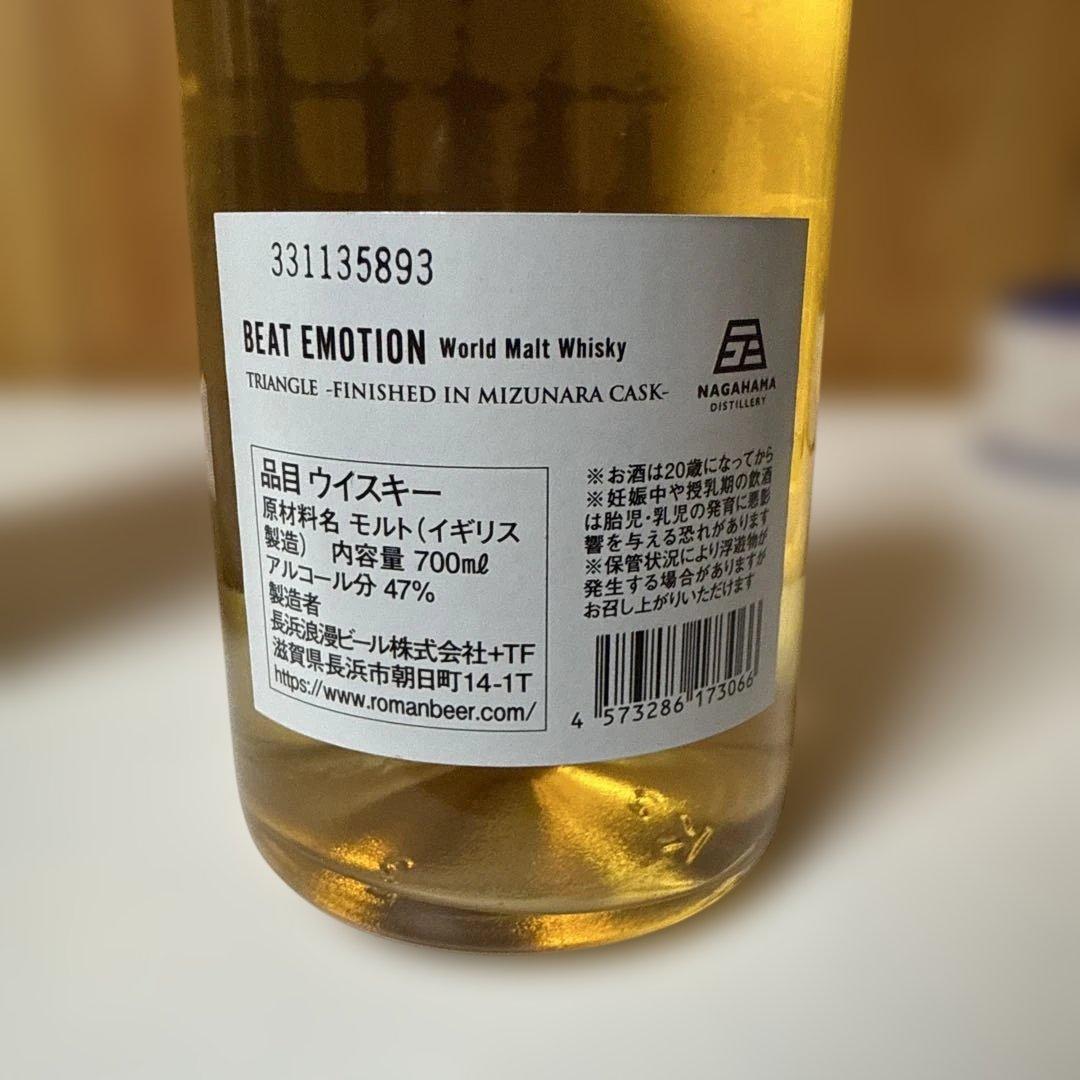 331135893
BEAT EMOTION World Malt Whisky
TRIANGLE -FINISHED IN MIZUNARA CASK-
NAGAHAMA
DISTILLERY
品目 ウイスキー
原材料名 モルト(イギリス
製造) 内容量 700㎖
アルコール分 47%
製造者
長浜浪漫ビール株式会社+TF
滋賀県長浜市朝日町14-1T
https://www.romanbeer.com/
※お酒は20歳になってから
※妊娠中や授乳期の飲酒
は胎児・乳児の発育に悪影
響を与える恐れがあります
※保管状況により浮遊物が
発生する場合がありますが
お召し上がりいただけます
4 573286 173066